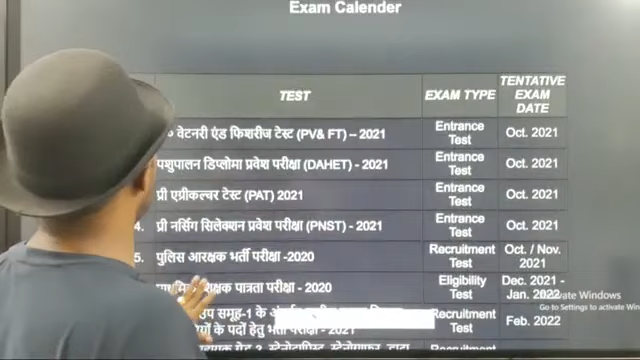 Exam Calender
TEST EXAM TYPE TENTATIVE EXAM DATE
वेटनरी एंड फिशरीज टेस्ट (PV& FT) – 2021 Entrance Test Oct. 2021
पशुपालन डिप्लोमा प्रवेश परीक्षा (DAHET) - 2021 Entrance Test Oct. 2021
प्री एग्रीकल्चर टेस्ट (PAT) 2021 Entrance Test Oct. 2021
4. प्री नर्सिंग सिलेक्शन प्रवेश परीक्षा (PNST) - 2021 Entrance Test Oct. 2021
5. पुलिस आरक्षक भर्ती परीक्षा -2020 Recruitment Test Oct. / Nov. 2021
पात्रता परीक्षा - 2020 Eligibility Test Dec. 2021 - Jan. 2022
समूह-1 के
के पदों हेतु भर्ती परीक्षा - 2021 Recruitment Test Feb. 2022
Recruitment
Activate Windows
Go to Settings to activate Win